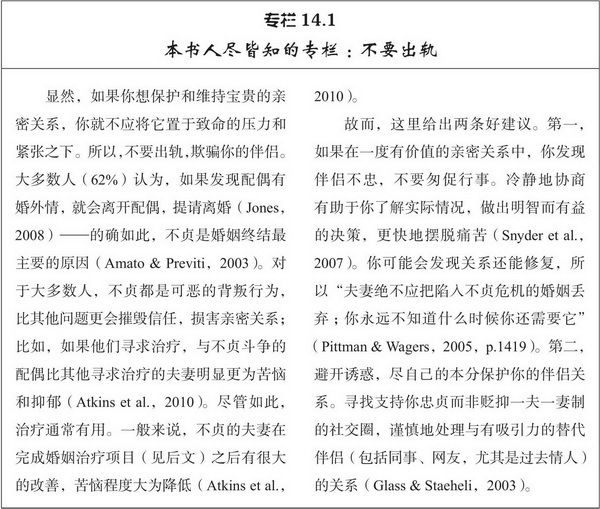 专栏 14.1
本书人尽皆知的专栏：不要出轨
显然，如果你想保护和维持宝贵的亲
密关系，你就不应将它置于致命的压力和
紧张之下。所以，不要出轨，欺骗你的伴侣。
大多数人（62%）认为，如果发现配偶有
婚外情，就会离开配偶，提请离婚（Jones，
2008）——的确如此，不贞是婚姻终结最
主要的原因（Amato & Previti，2003）。对
于大多数人，不贞都是可恶的背叛行为，
比其他问题更会摧毁信任，损害亲密关系；
比如，如果他们寻求治疗，与不贞斗争的
配偶比其他寻求治疗的夫妻明显更为苦恼
和抑郁（Atkins et al.，2010）。尽管如此，
治疗通常有用。一般来说，不贞的夫妻在
完成婚姻治疗项目（见后文）之后有很大
的改善，苦恼程度大为降低（Atkins et al.，
2010）。
故而，这里给出两条好建议。第一，
如果在一度有价值的亲密关系中，你发现
伴侣不忠，不要匆促行事。冷静地协商
有助于你了解实际情况，做出明智而有益
的决策，更快地摆脱痛苦（Snyder et al.，
2007）。你可能会发现关系还能修复，所
以“夫妻绝不应把陷入不贞危机的婚姻丢
弃；你永远不知道什么时候你还需要它”
（Pittman & Wagers，2005，p.1419）。第二，
避开诱惑，尽自己的本分保护你的伴侣关
系。寻找支持你忠贞而非贬抑一夫一妻制
的社交圈，谨慎地处理与有吸引力的替代
伴侣（包括同事、网友，尤其是过去情人）
的关系（Glass & Staeheli，2003）。